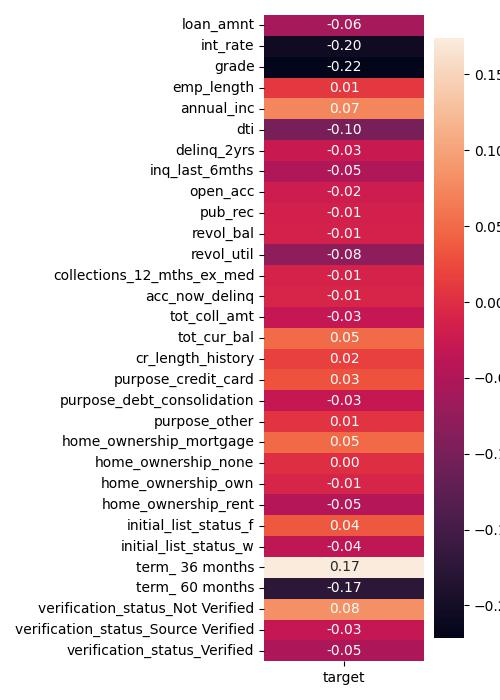 loan_amnt -0.06
int_rate -0.20
grade -0.22
emp_length 0.01
annual_inc 0.07
dti -0.10
delinq_2yrs -0.03
inq_last_6mths -0.05
open_acc -0.02
pub_rec -0.01
revol_bal -0.01
revol_util -0.08
collections_12_mths_ex_med -0.01
acc_now_delinq -0.01
tot_coll_amt -0.03
tot_cur_bal 0.05
cr_length_history 0.02
purpose_credit_card 0.03
purpose_debt_consolidation -0.03
purpose_other 0.01
home_ownership_mortgage 0.05
home_ownership_none 0.00
home_ownership_own -0.01
home_ownership_rent -0.05
initial_list_status_f 0.04
initial_list_status_w -0.04
term_ 36 months 0.17
term_ 60 months -0.17
verification_status_Not Verified 0.08
verification_status_Source Verified -0.03
verification_status_Verified -0.05
target
0.15
0.10
0.05
0.00